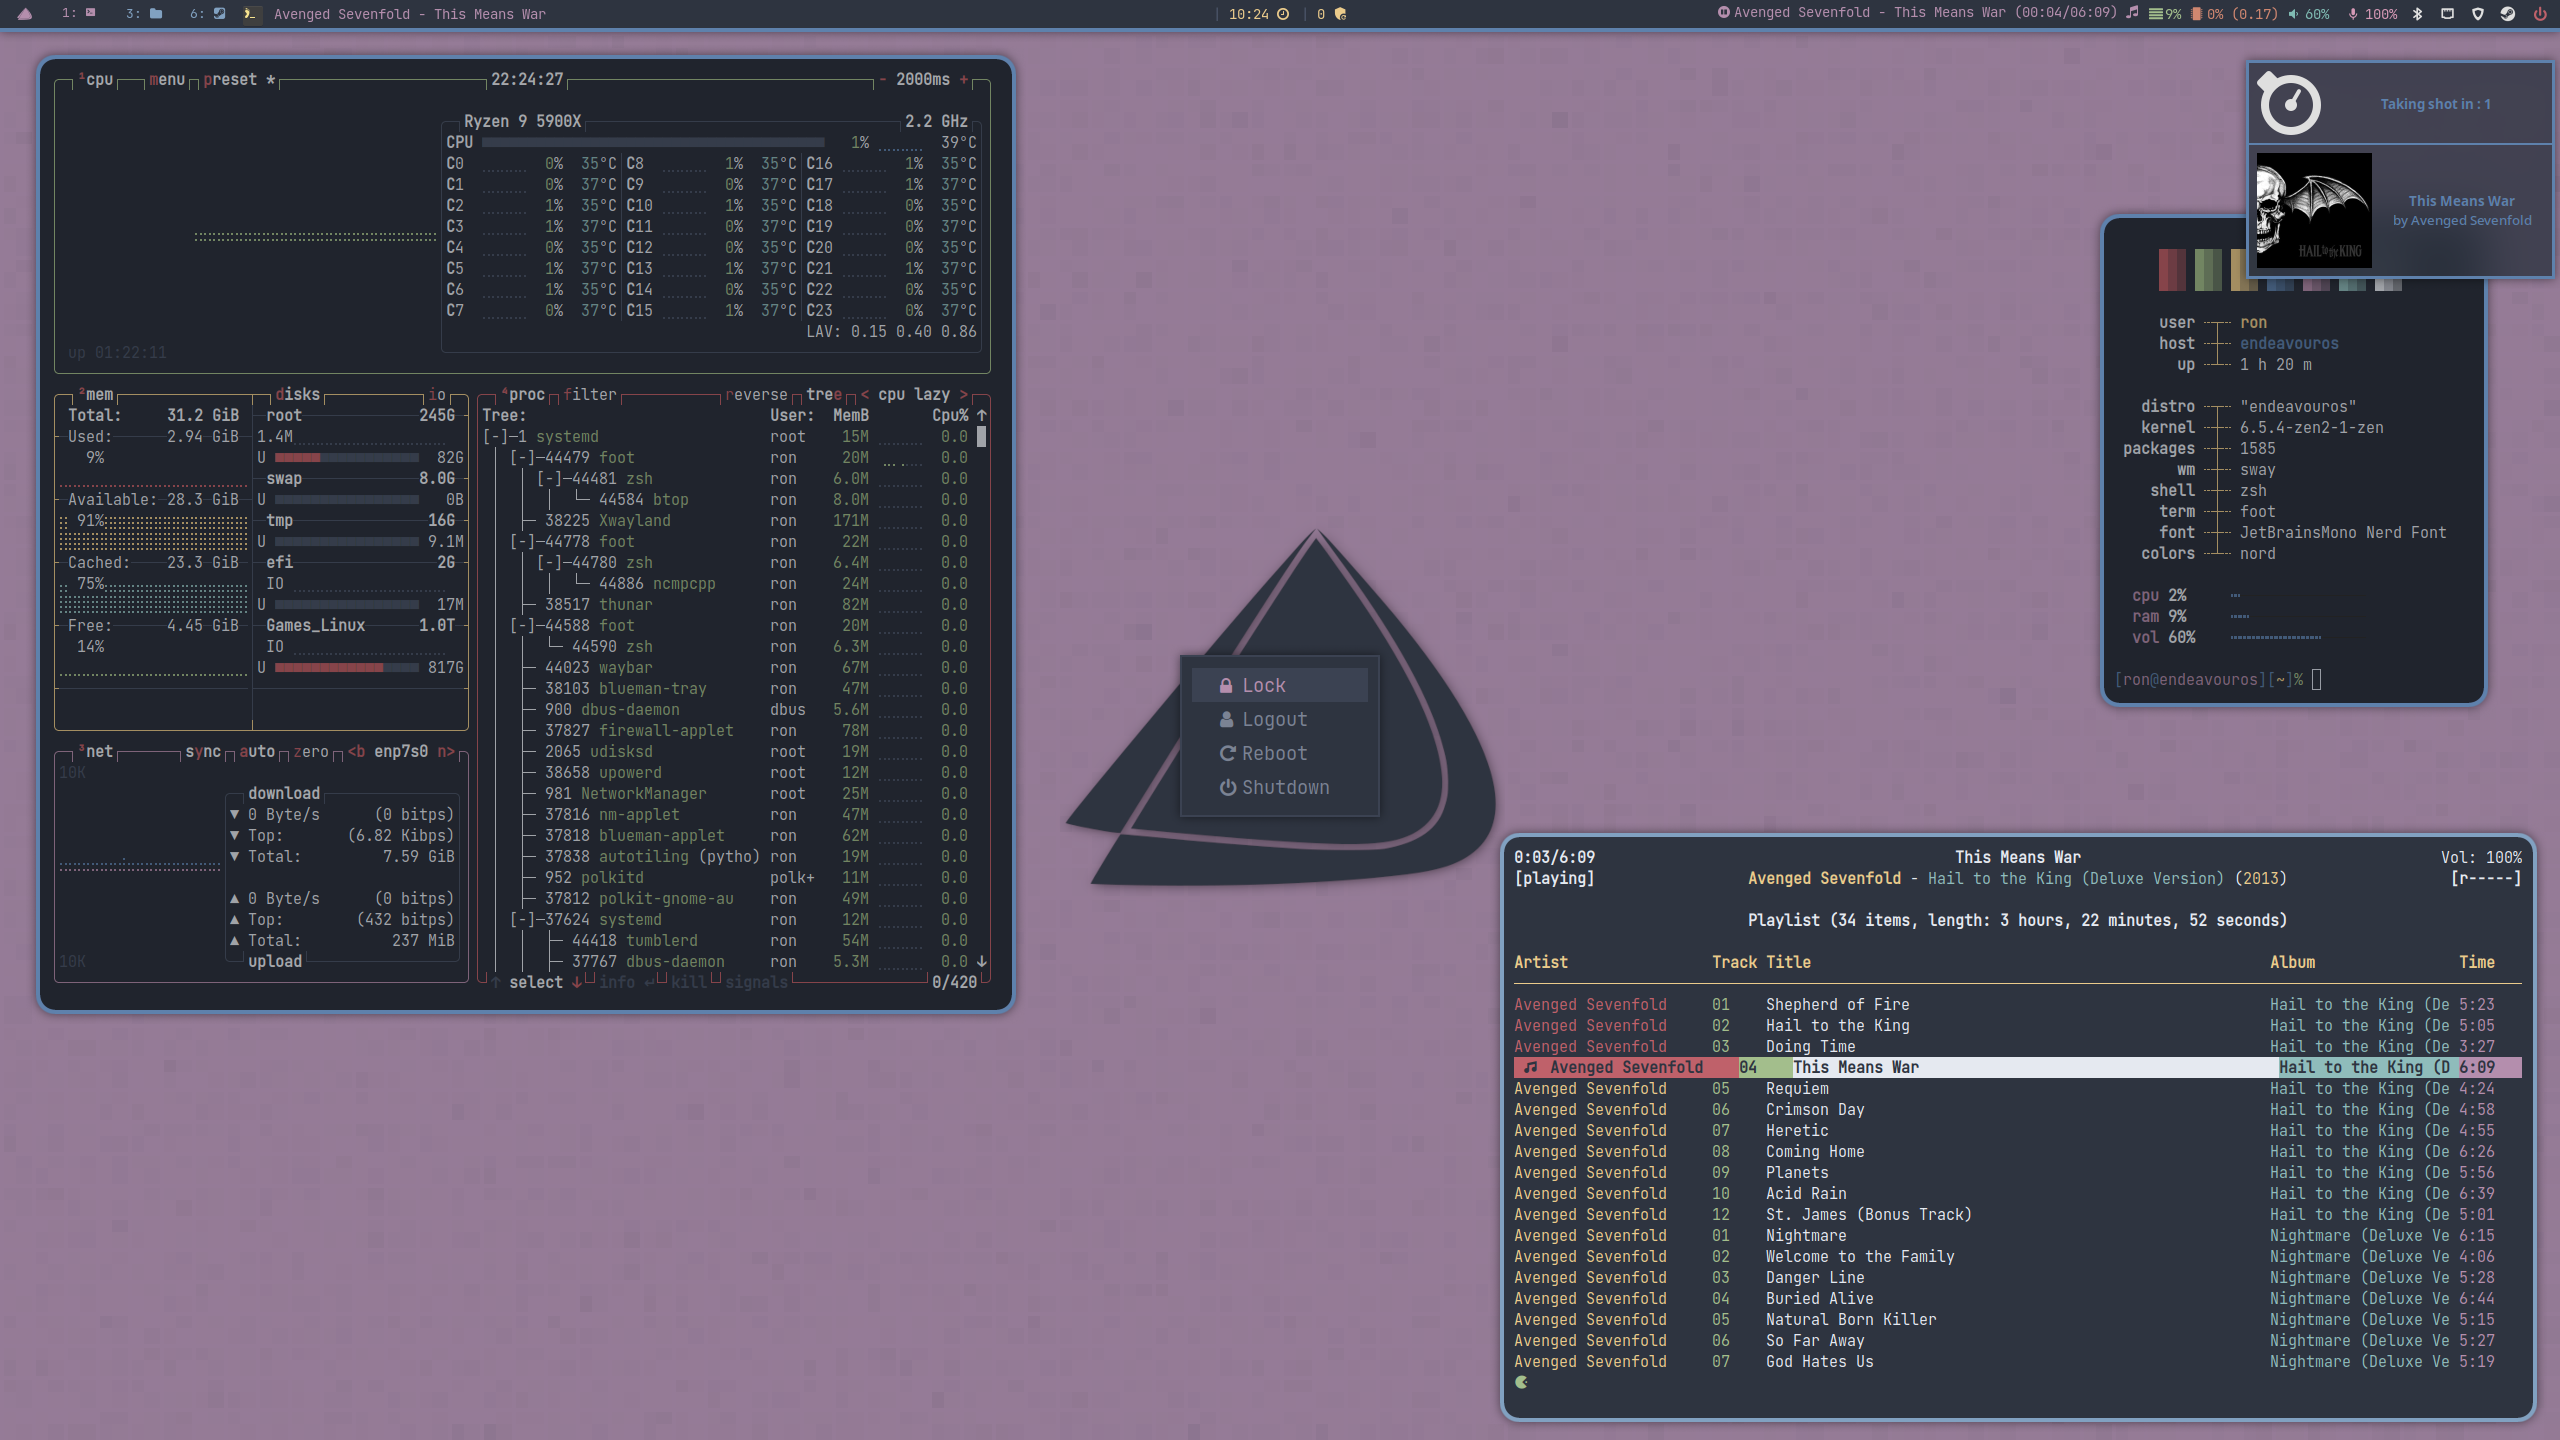 1: 3: 6: Avenged Sevenfold - This Means War
10:24 0
Avenged Sevenfold - This Means War (00:04/06:09) 9% 0% (0.17) 60% 100%
Taking shot in : 1
HAIL to the KING
This Means War
by Avenged Sevenfold
¹cpu menu preset * 22:24:27 - 2000ms +
Ryzen 9 5900X 2.2 GHz
CPU 1% 39°C
C0 0% 35°C C8 1% 35°C C16 1% 35°C
C1 0% 37°C C9 0% 37°C C17 1% 37°C
C2 1% 35°C C10 1% 35°C C18 0% 35°C
C3 1% 37°C C11 0% 37°C C19 0% 37°C
C4 0% 35°C C12 0% 35°C C20 0% 35°C
C5 1% 37°C C13 1% 37°C C21 1% 37°C
C6 1% 35°C C14 0% 35°C C22 0% 35°C
C7 0% 37°C C15 1% 37°C C23 0% 37°C
LAV: 0.15 0.40 0.86
up 01:22:11
²mem disks io
Total: 31.2 GiB root 245G
Used: 2.94 GiB 1.4M
9% U 82G
swap 8.0G
Available: 28.3 GiB U 0B
91% tmp 16G
U 9.1M
Cached: 23.3 GiB efi 2G
75% IO
U 17M
Free: 4.45 GiB Games_Linux 1.0T
14% IO
U 817G
³net sync auto zero <b enp7s0 n>
10K
download
▼ 0 Byte/s (0 bitps)
▼ Top: (6.82 Kibps)
▼ Total: 7.59 GiB
▲ 0 Byte/s (0 bitps)
▲ Top: (432 bitps)
▲ Total: 237 MiB
10K upload
⁴proc filter reverse tree < cpu lazy >
Tree: User: MemB Cpu% ↑
[-]─1 systemd root 15M 0.0
[-]─44479 foot ron 20M 0.0
[-]─44481 zsh ron 6.0M 0.0
└─ 44584 btop ron 8.0M 0.0
├─ 38225 Xwayland ron 171M 0.0
[-]─44778 foot ron 22M 0.0
[-]─44780 zsh ron 6.4M 0.0
└─ 44886 ncmpcpp ron 24M 0.0
├─ 38517 thunar ron 82M 0.0
[-]─44588 foot ron 20M 0.0
└─ 44590 zsh ron 6.3M 0.0
├─ 44023 waybar ron 67M 0.0
├─ 38103 blueman-tray ron 47M 0.0
├─ 900 dbus-daemon dbus 5.6M 0.0
├─ 37827 firewall-applet ron 78M 0.0
├─ 2065 udisksd root 19M 0.0
├─ 38658 upowerd root 12M 0.0
├─ 981 NetworkManager root 25M 0.0
├─ 37816 nm-applet ron 47M 0.0
├─ 37818 blueman-applet ron 62M 0.0
├─ 37838 autotiling (pytho) ron 19M 0.0
├─ 952 polkitd polk+ 11M 0.0
├─ 37812 polkit-gnome-au ron 49M 0.0
[-]─37624 systemd ron 12M 0.0
├─ 44418 tumblerd ron 54M 0.0
├─ 37767 dbus-daemon ron 5.3M 0.0 ↓
↑ select ↓ info ↵ kill signals 0/420
Lock
Logout
Reboot
Shutdown
user ron
host endeavouros
up 1 h 20 m
distro "endeavouros"
kernel 6.5.4-zen2-1-zen
packages 1585
wm sway
shell zsh
term foot
font JetBrainsMono Nerd Font
colors nord
cpu 2%
ram 9%
vol 60%
[ron@endeavouros][~]%
0:03/6:09 This Means War Vol: 100%
[playing] Avenged Sevenfold - Hail to the King (Deluxe Version) (2013) [r-----]
Playlist (34 items, length: 3 hours, 22 minutes, 52 seconds)
Artist Track Title Album Time
Avenged Sevenfold 01 Shepherd of Fire Hail to the King (De 5:23
Avenged Sevenfold 02 Hail to the King Hail to the King (De 5:05
Avenged Sevenfold 03 Doing Time Hail to the King (De 3:27
Avenged Sevenfold 04 This Means War Hail to the King (D 6:09
Avenged Sevenfold 05 Requiem Hail to the King (De 4:24
Avenged Sevenfold 06 Crimson Day Hail to the King (De 4:58
Avenged Sevenfold 07 Heretic Hail to the King (De 4:55
Avenged Sevenfold 08 Coming Home Hail to the King (De 6:26
Avenged Sevenfold 09 Planets Hail to the King (De 5:56
Avenged Sevenfold 10 Acid Rain Hail to the King (De 6:39
Avenged Sevenfold 12 St. James (Bonus Track) Hail to the King (De 5:01
Avenged Sevenfold 01 Nightmare Nightmare (Deluxe Ve 6:15
Avenged Sevenfold 02 Welcome to the Family Nightmare (Deluxe Ve 4:06
Avenged Sevenfold 03 Danger Line Nightmare (Deluxe Ve 5:28
Avenged Sevenfold 04 Buried Alive Nightmare (Deluxe Ve 6:44
Avenged Sevenfold 05 Natural Born Killer Nightmare (Deluxe Ve 5:15
Avenged Sevenfold 06 So Far Away Nightmare (Deluxe Ve 5:27
Avenged Sevenfold 07 God Hates Us Nightmare (Deluxe Ve 5:19